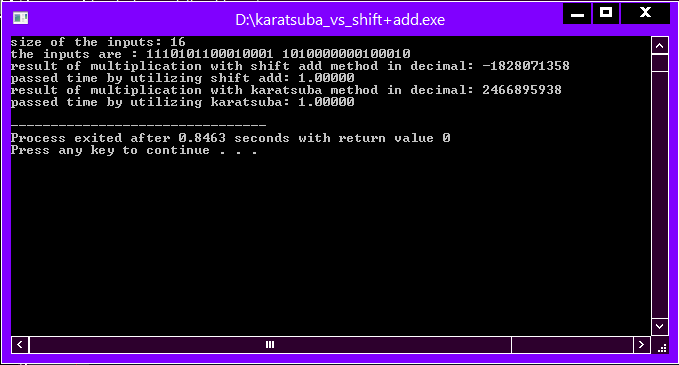 D:\karatsuba_vs_shift+add.exe
size of the inputs: 16
the inputs are : 1110101100010001 1010000000100010
result of multiplication with shift add method in decimal: -1828071358
passed time by utilizing shift add: 1.00000
result of multiplication with karatsuba method in decimal: 2466895938
passed time by utilizing karatsuba: 1.00000
--------------------------------
Process exited after 0.8463 seconds with return value 0
Press any key to continue . . .